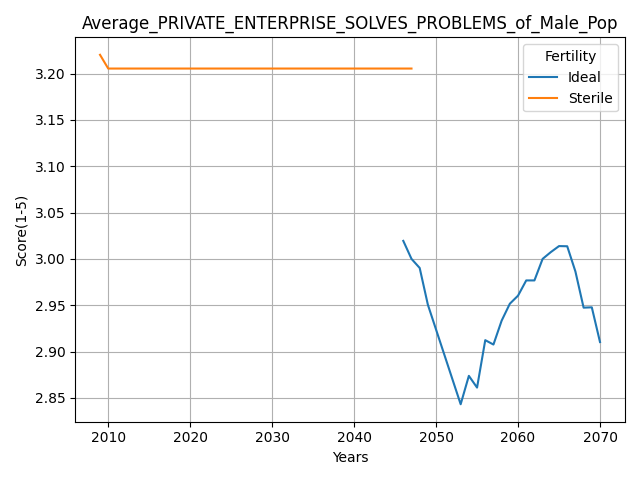 Average_PRIVATE_ENTERPRISE_SOLVES_PROBLEMS_of_Male_Pop
Fertility
Ideal
Sterile
3.20
3.15
3.10
3.05
3.00
2.95
2.90
2.85
Score(1-5)
2010 2020 2030 2040 2050 2060 2070
Years